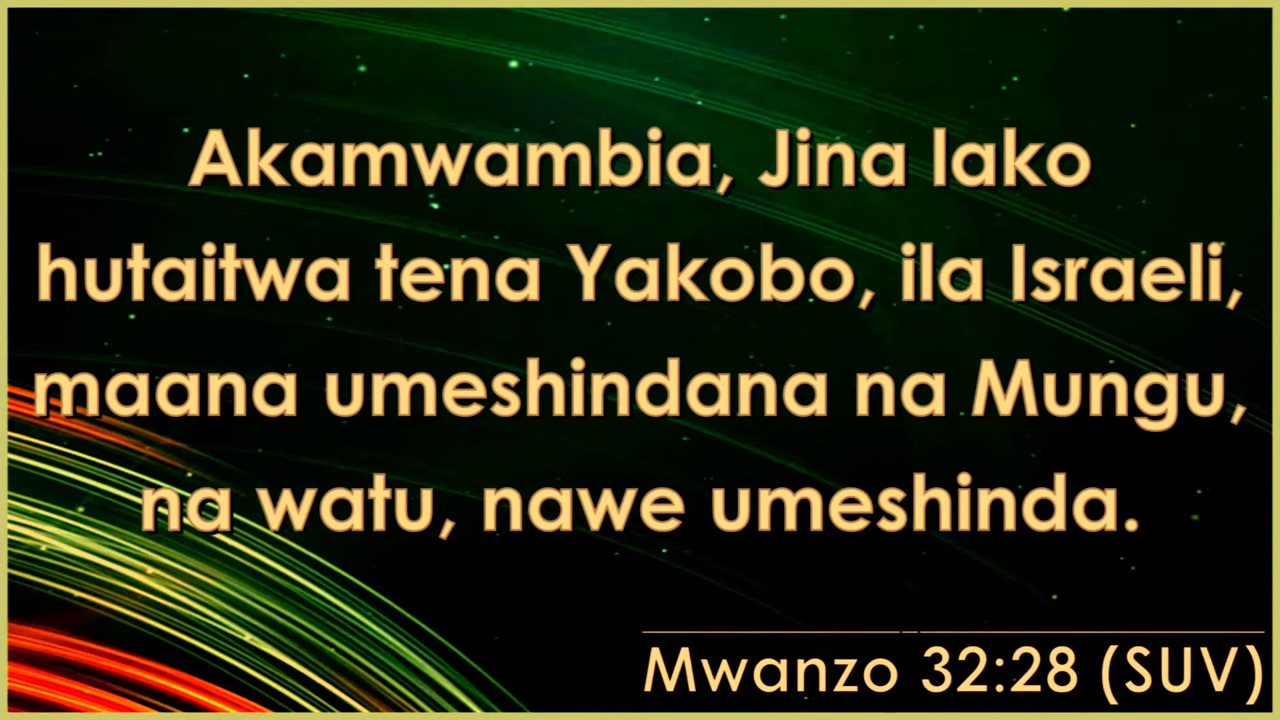 Akamwambia, Jina lako
hutaitwa tena Yakobo, ila Israeli,
maana umeshindana na Mungu,
na watu, nawe umeshinda.
Mwanzo 32:28 (SUV)